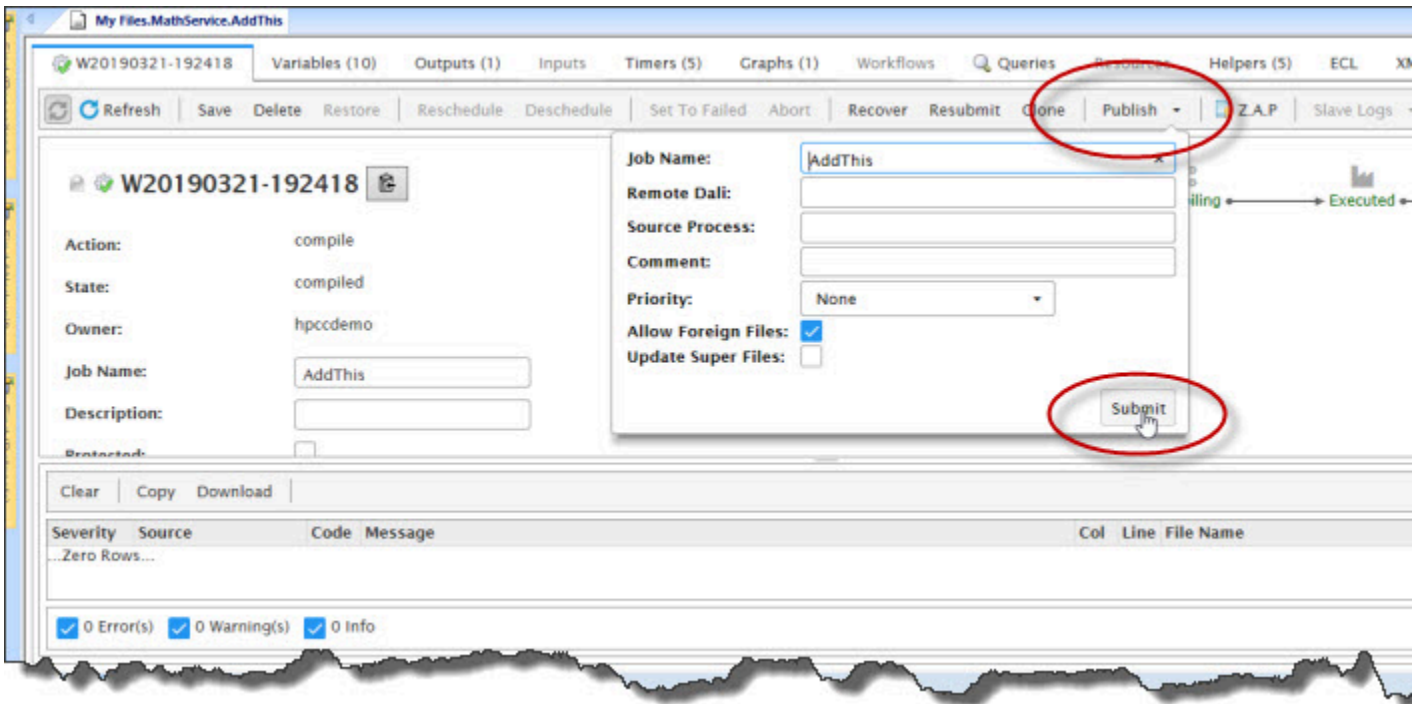 My Files.MathService.AddThis
W20190321-192418 Variables (10) Outputs (1) Inputs Timers (5) Graphs (1) Workflows Queries Resources Helpers (5) ECL
Refresh Save Delete Restore Reschedule Deschedule Set To Failed Abort Recover Resubmit Clone Publish Z.A.P Slave Logs
W20190321-192418
Action: compile
State: compiled
Owner: hpccdemo
Job Name: AddThis
Description:
Protected:
Job Name: AddThis
Remote Dali:
Source Process:
Comment:
Priority: None
Allow Foreign Files:
Update Super Files:
Submit
iling Executed
Clear Copy Download
Severity Source Code Message Col Line File Name
...Zero Rows...
0 Error(s) 0 Warning(s) 0 Info